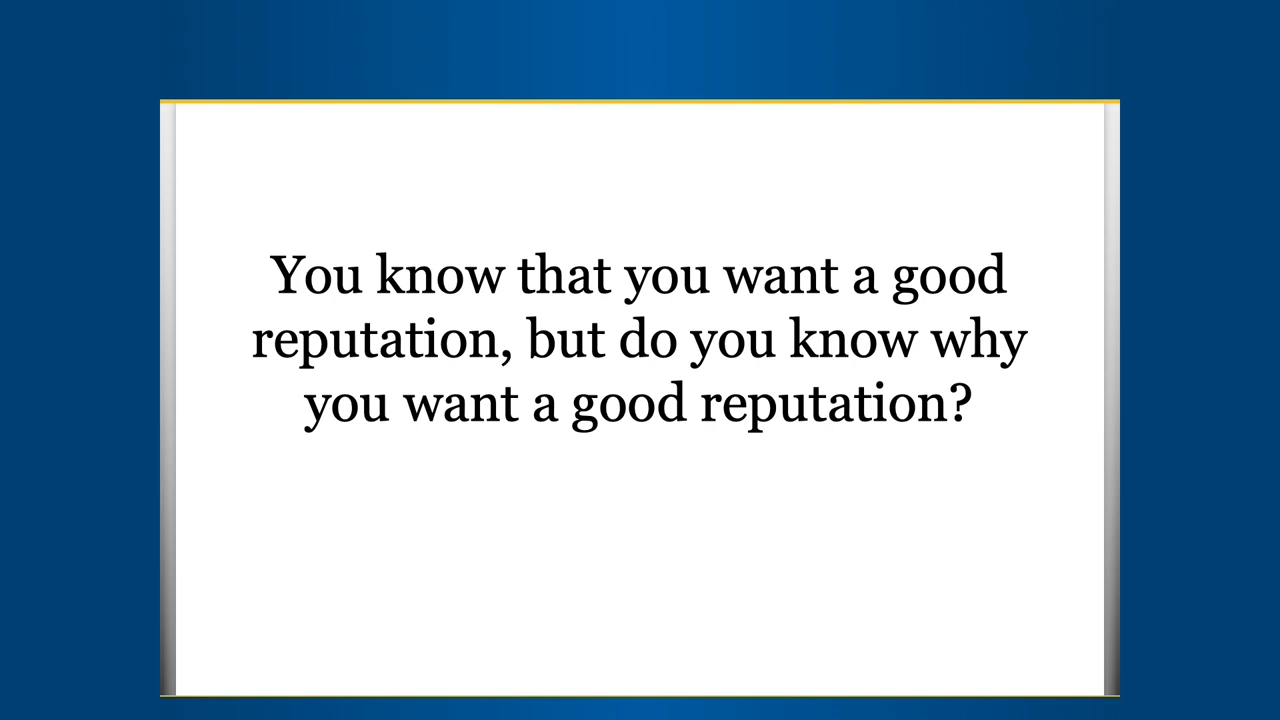 You know that you want a good
reputation, but do you know why
you want a good reputation?